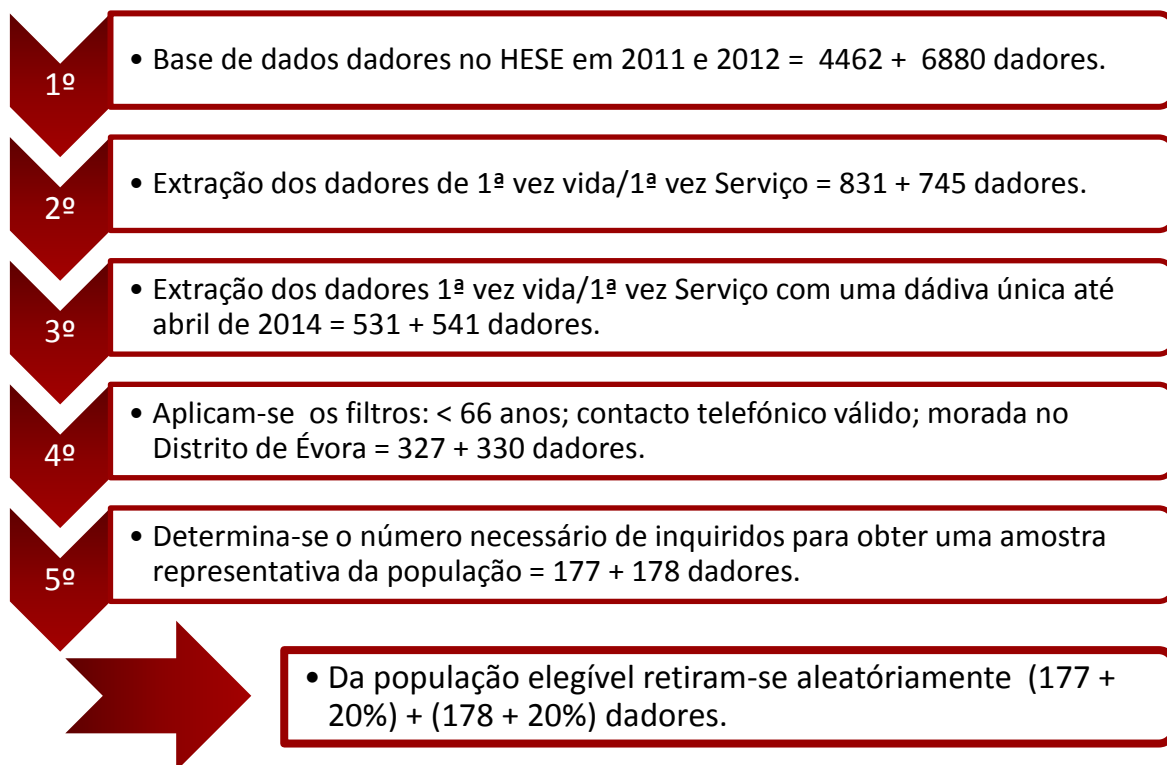 1º
• Base de dados dadores no HESE em 2011 e 2012 = 4462 + 6880 dadores.
2º
• Extração dos dadores de 1ª vez vida/1ª vez Serviço = 831 + 745 dadores.
3º
• Extração dos dadores 1ª vez vida/1ª vez Serviço com uma dádiva única até
abril de 2014 = 531 + 541 dadores.
4º
• Aplicam-se os filtros: < 66 anos; contacto telefónico válido; morada no
Distrito de Évora = 327 + 330 dadores.
5º
• Determina-se o número necessário de inquiridos para obter uma amostra
representativa da população = 177 + 178 dadores.
• Da população elegível retiram-se aleatóriamente (177 +
20%) + (178 + 20%) dadores.